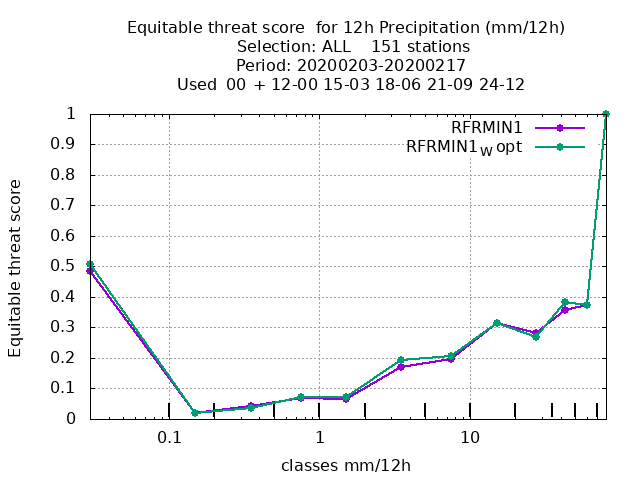 Equitable threat score  for 12h Precipitation (mm/12h)
Selection: ALL    151 stations
Period: 20200203-20200217
Used  00 + 12-00 15-03 18-06 21-09 24-12
RFRMIN1
RFRMIN1W opt
1
0.9
0.8
0.7
0.6
0.5
0.4
0.3
0.2
0.1
0
Equitable threat score
0.1 1 10
classes mm/12h